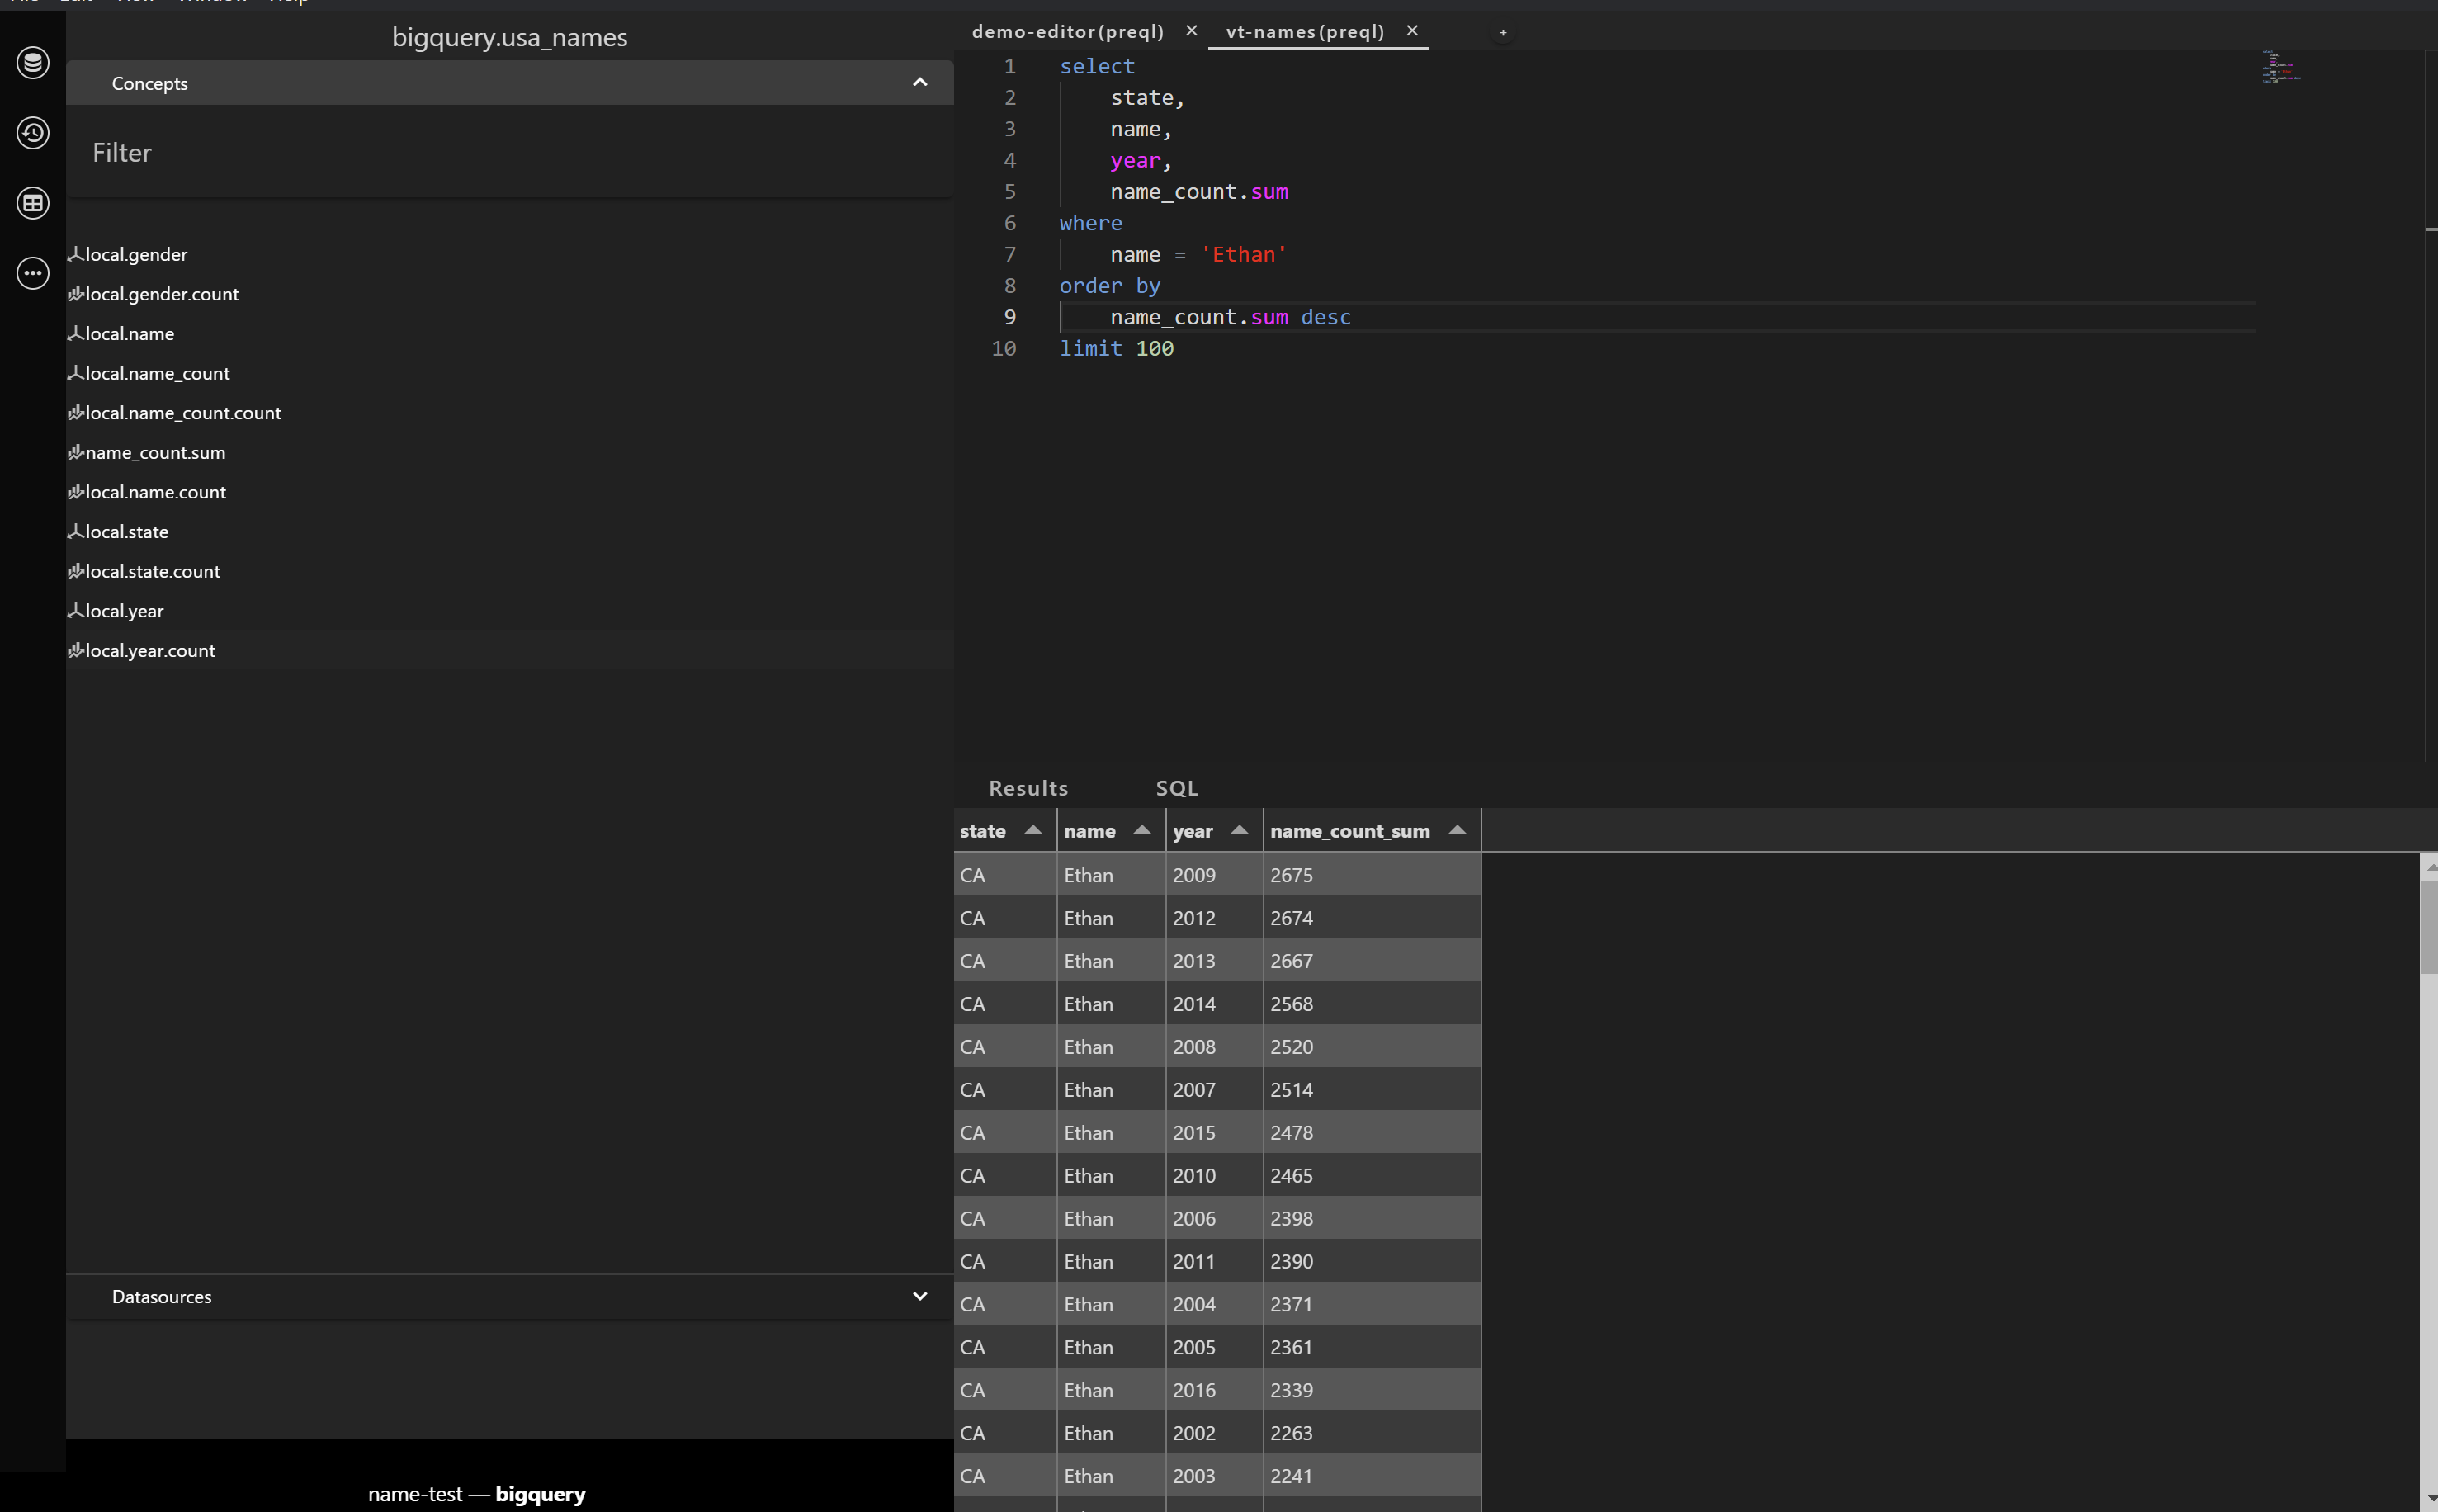 bigquery.usa_names
Concepts
Filter
local.gender
local.gender.count
local.name
local.name_count
local.name_count.count
name_count.sum
local.name.count
local.state
local.state.count
local.year
local.year.count
Datasources
name-test — bigquery
demo-editor(preql) × vt-names(preql) × +
1 select
2 state,
3 name,
4 year,
5 name_count.sum
6 where
7 name = 'Ethan'
8 order by
9 name_count.sum desc
10 limit 100
Results SQL
state name year name_count_sum
CA Ethan 2009 2675
CA Ethan 2012 2674
CA Ethan 2013 2667
CA Ethan 2014 2568
CA Ethan 2008 2520
CA Ethan 2007 2514
CA Ethan 2015 2478
CA Ethan 2010 2465
CA Ethan 2006 2398
CA Ethan 2011 2390
CA Ethan 2004 2371
CA Ethan 2005 2361
CA Ethan 2016 2339
CA Ethan 2002 2263
CA Ethan 2003 2241